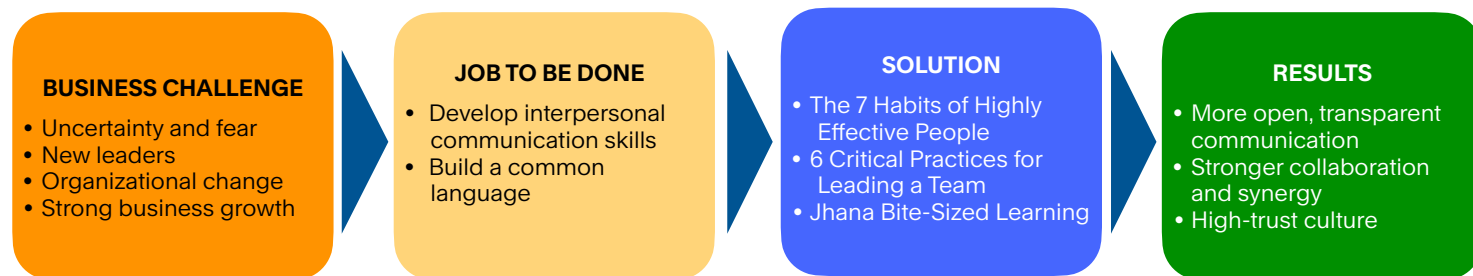 BUSINESS CHALLENGE
• Uncertainty and fear
• New leaders
• Organizational change
• Strong business growth
JOB TO BE DONE
• Develop interpersonal
communication skills
• Build a common
language
SOLUTION
• The 7 Habits of Highly
Effective People
• 6 Critical Practices for
Leading a Team
• Jhana Bite-Sized Learning
RESULTS
• More open, transparent
communication
• Stronger collaboration
and synergy
• High-trust culture